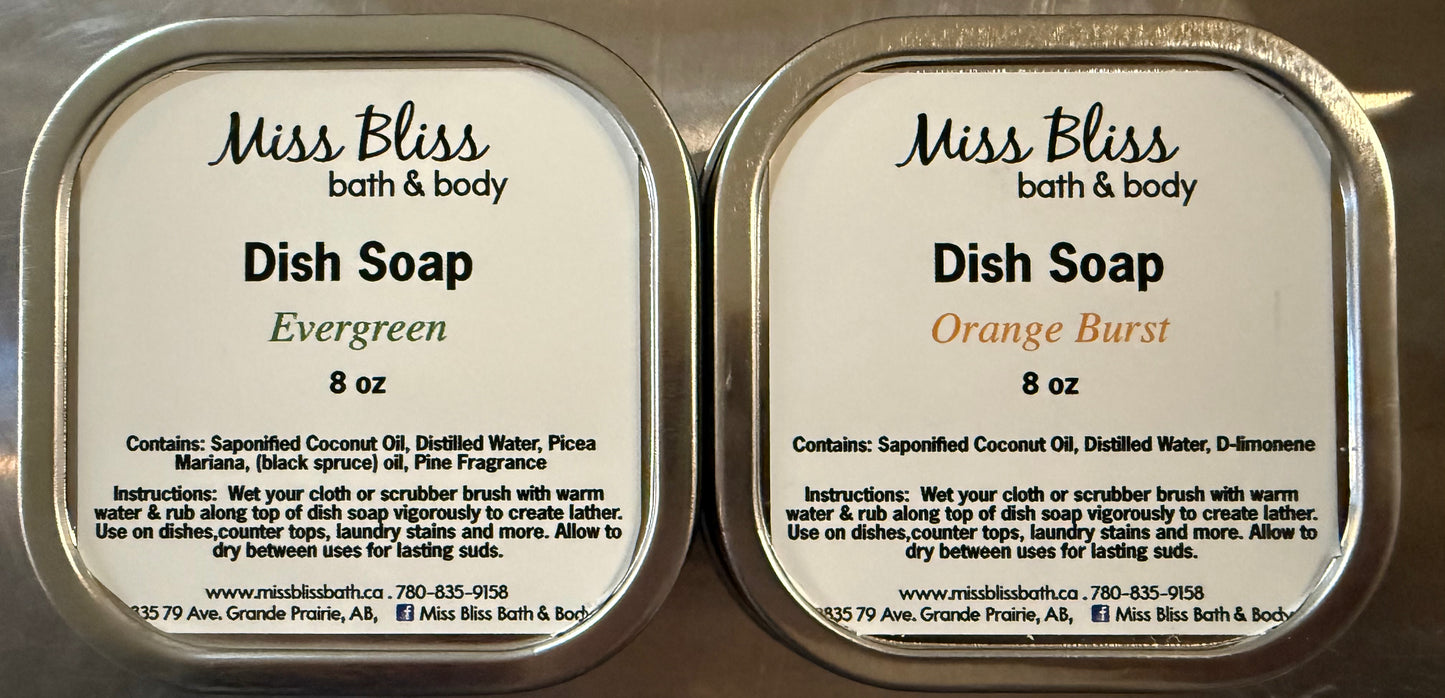 Miss Bliss
bath & body
Dish Soap
Evergreen
8 oz
Contains: Saponified Coconut Oil, Distilled Water, Picea
Mariana, (black spruce) oil, Pine Fragrance
Instructions: Wet your cloth or scrubber brush with warm
water & rub along top of dish soap vigorously to create lather.
Use on dishes,counter tops, laundry stains and more. Allow to
dry between uses for lasting suds.
www.missblissbath.ca . 780-835-9158
35 79 Ave. Grande Prairie, AB, f Miss Bliss Bath & Body
Miss Bliss
bath & body
Dish Soap
Orange Burst
8 oz
Contains: Saponified Coconut Oil, Distilled Water, D-limonene
Instructions: Wet your cloth or scrubber brush with warm
water & rub along top of dish soap vigorously to create lather.
Use on dishes,counter tops, laundry stains and more. Allow to
dry between uses for lasting suds.
www.missblissbath.ca . 780-835-9158
835 79 Ave. Grande Prairie, AB, f Miss Bliss Bath & Body